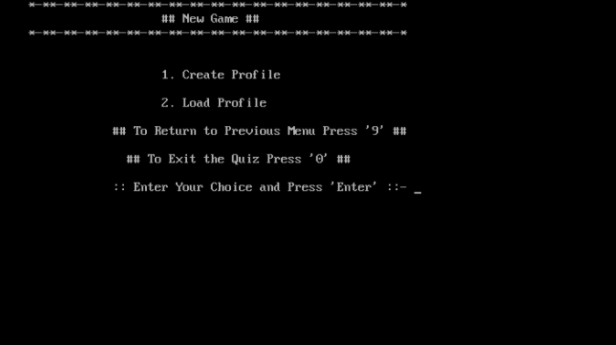 *-**-**-**-**-**-**-**-**-**-**-**-**-**-**-**-**-**-*
## New Game ##
*-**-**-**-**-**-**-**-**-**-**-**-**-**-**-**-**-**-*
1. Create Profile
2. Load Profile
## To Return to Previous Menu Press '9' ##
## To Exit the Quiz Press '0' ##
:: Enter Your Choice and Press 'Enter' ::- _